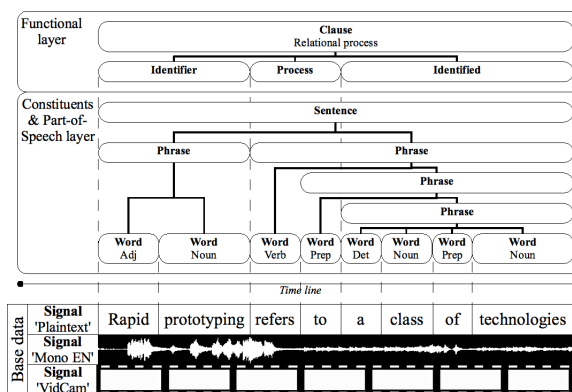 Functional
layer
Clause
Relational process
Identifier Process Identified
Constituents
& Part-of-
Speech layer
Sentence
Phrase Phrase
Phrase
Phrase
Word Word Word Word Word Word Word Word
Adj Noun Verb Prep Det Noun Prep Noun
Time line
Base data
Signal
'Plaintext'
Rapid prototyping refers to a class of technologies
Signal
'Mono EN'
Signal
'VidCam'